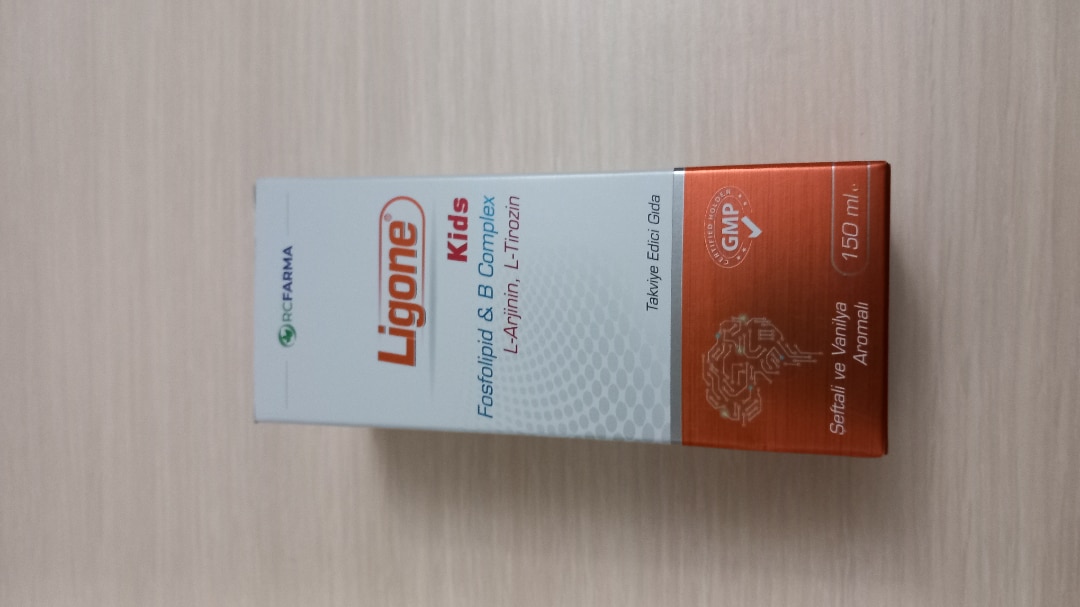 RCFARMA
Ligone®
Kids
Fosfolipid & B Complex
L-Arjinin, L-Tirozin
Takviye Edici Gıda
CERTIFIED HOLDER
GMP
Şeftali ve Vanilya
Aromalı
150 ml℮